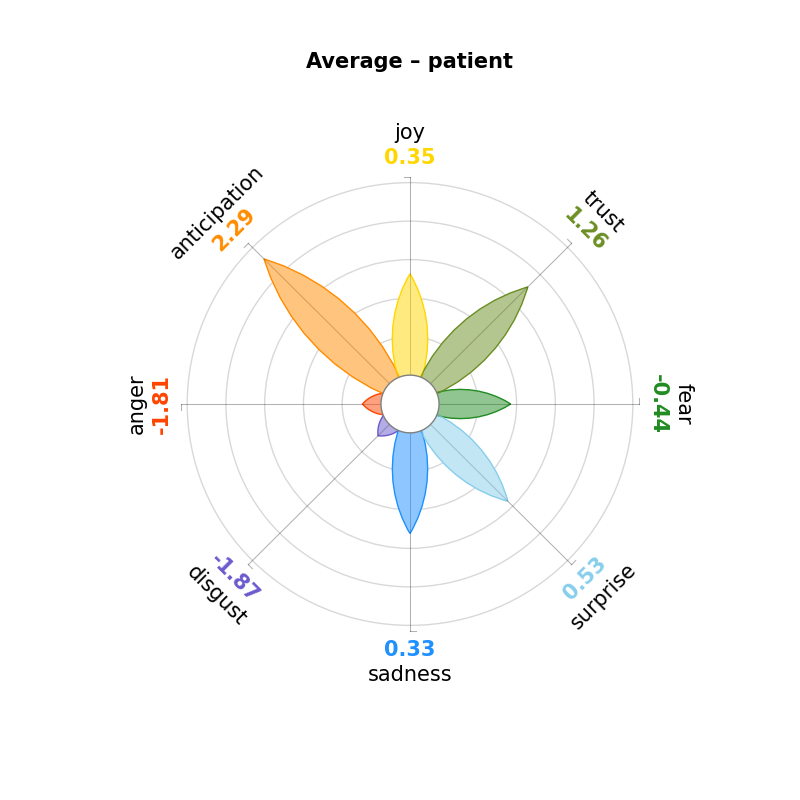 Average – patient
joy
0.35
trust
1.26
fear
-0.44
surprise
0.53
0.33
sadness
-1.87
disgust
anger
-1.81
anticipation
2.29